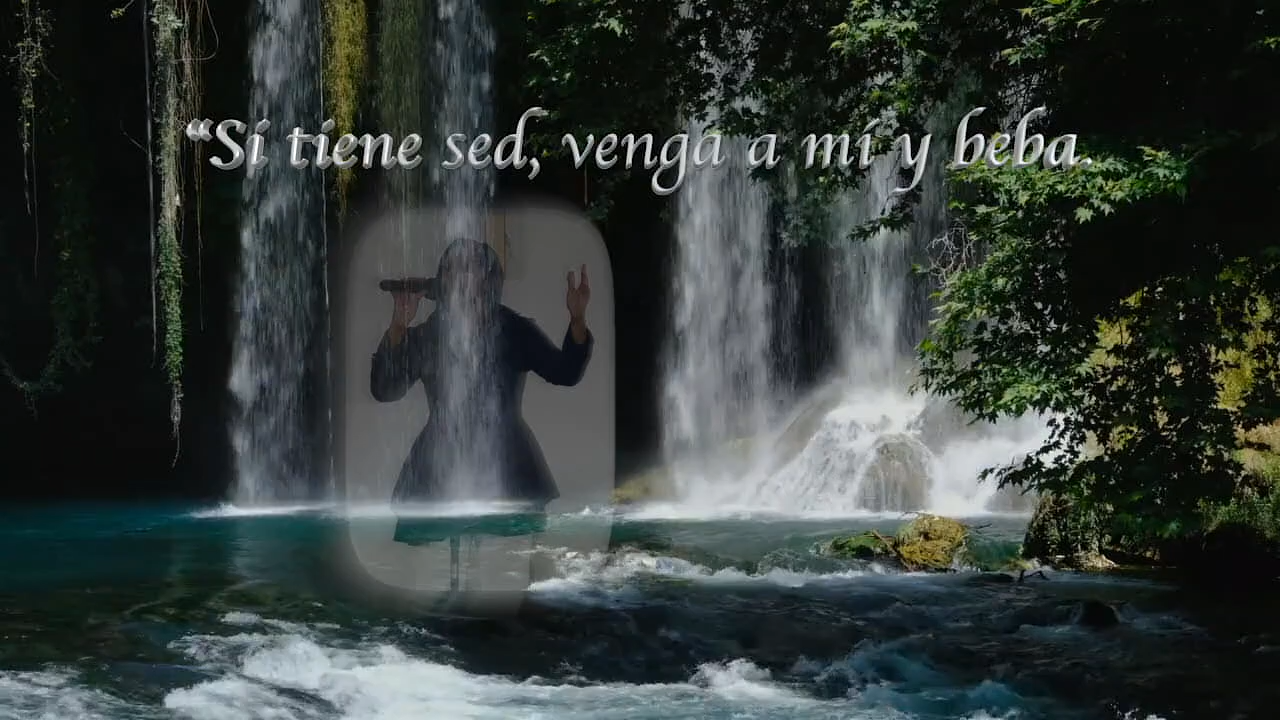 “Si tiene sed, venga a mí y beba.